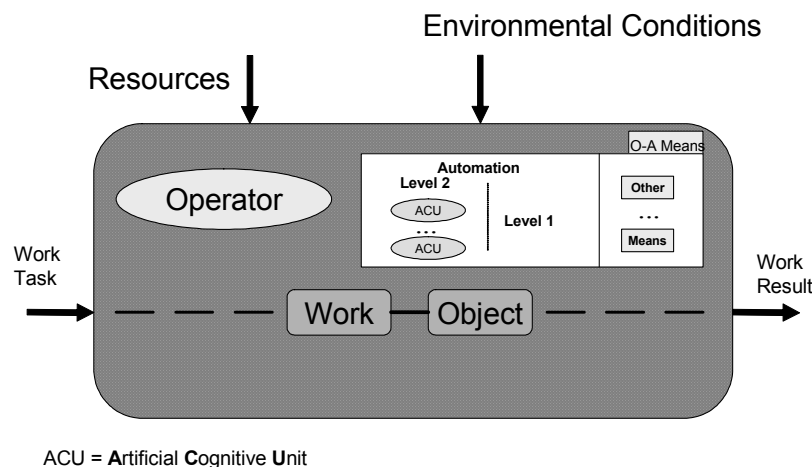 Environmental Conditions
Resources
O-A Means
Automation
Level 2
Operator
Other
ACU
Level 1
...
...
ACU
Means
Work
Task
Work
Result
Work
Object
ACU = Artificial Cognitive Unit